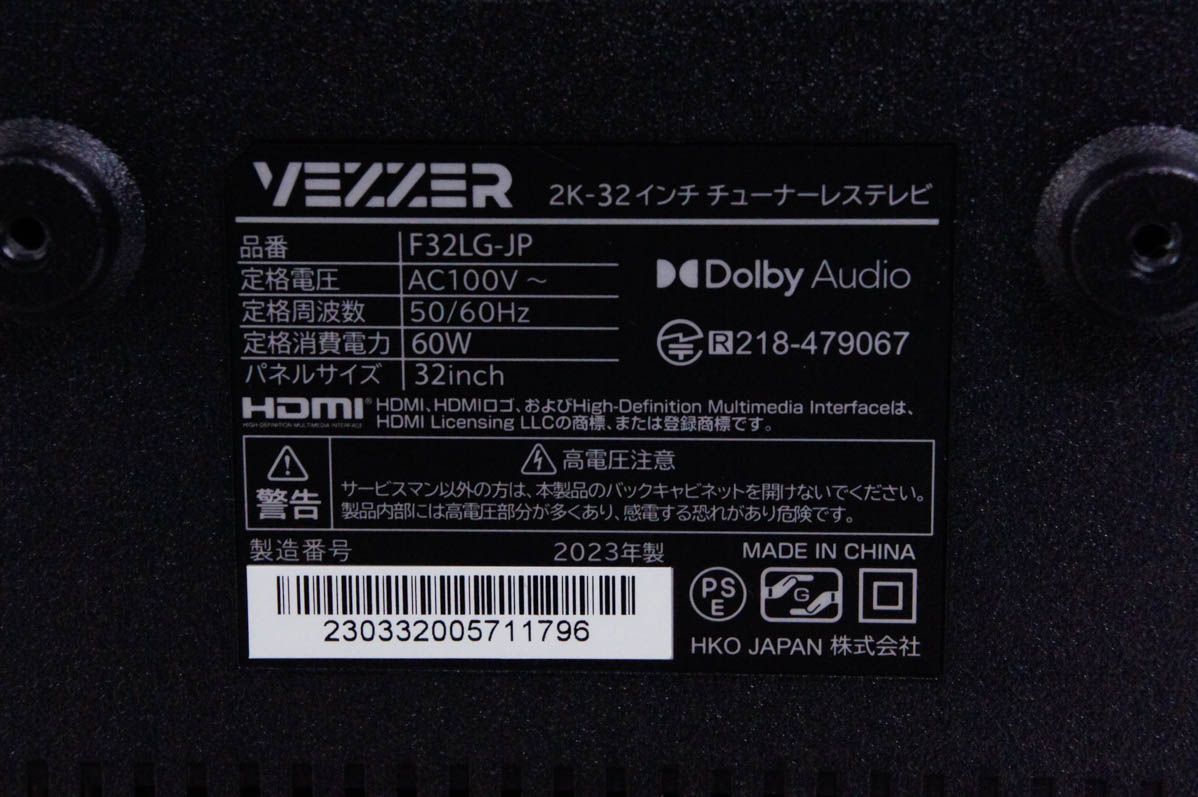 VEZZER 2K-32インチ チューナーレステレビ
品番 F32LG-JP
定格電圧 AC100V～
定格周波数 50/60Hz
定格消費電力 60W
パネルサイズ 32inch
Dolby Audio
R 218-479067
HDMI® HDMI、HDMIロゴ、およびHigh-Definition Multimedia Interfaceは、
HIGH-DEFINITION MULTIMEDIA INTERFACE HDMI Licensing LLCの商標、または登録商標です。
警告
高電圧注意
サービスマン以外の方は、本製品のバックキャビネットを開けないでください。
製品内部には高電圧部分が多くあり、感電する恐れがあり危険です。
製造番号 2023年製 MADE IN CHINA
230332005711796
PS
E
G
HKO JAPAN 株式会社